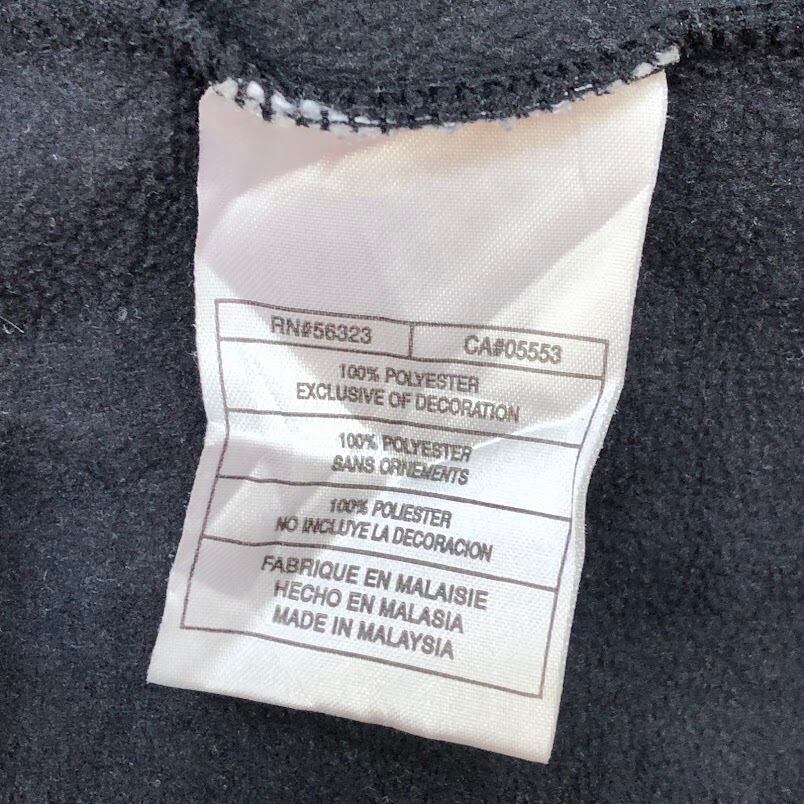 RN#56323 CA#05553
100% POLYESTER
EXCLUSIVE OF DECORATION
100% POLYESTER
SANS ORNEMENTS
100% POLIESTER
NO INCLUYE LA DECORACION
FABRIQUE EN MALAISIE
HECHO EN MALASIA
MADE IN MALAYSIA